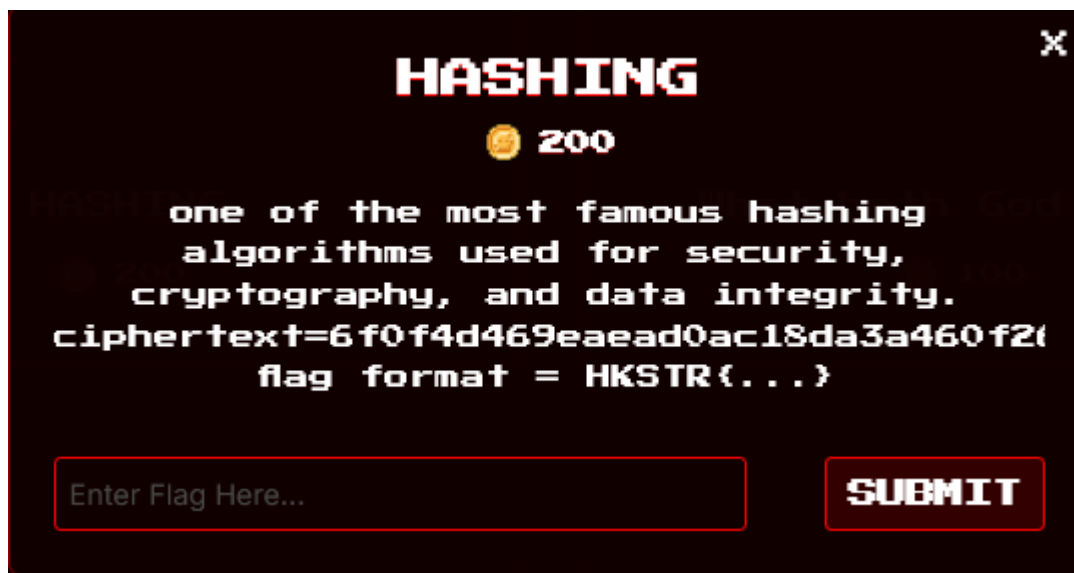 X
HASHING
200
one of the most famous hashing
algorithms used for security,
cryptography, and data integrity.
ciphertext=6f0f4d469eaead0ac18da3a460f2
flag format = HKSTR{...}
Enter Flag Here...
SUBMIT